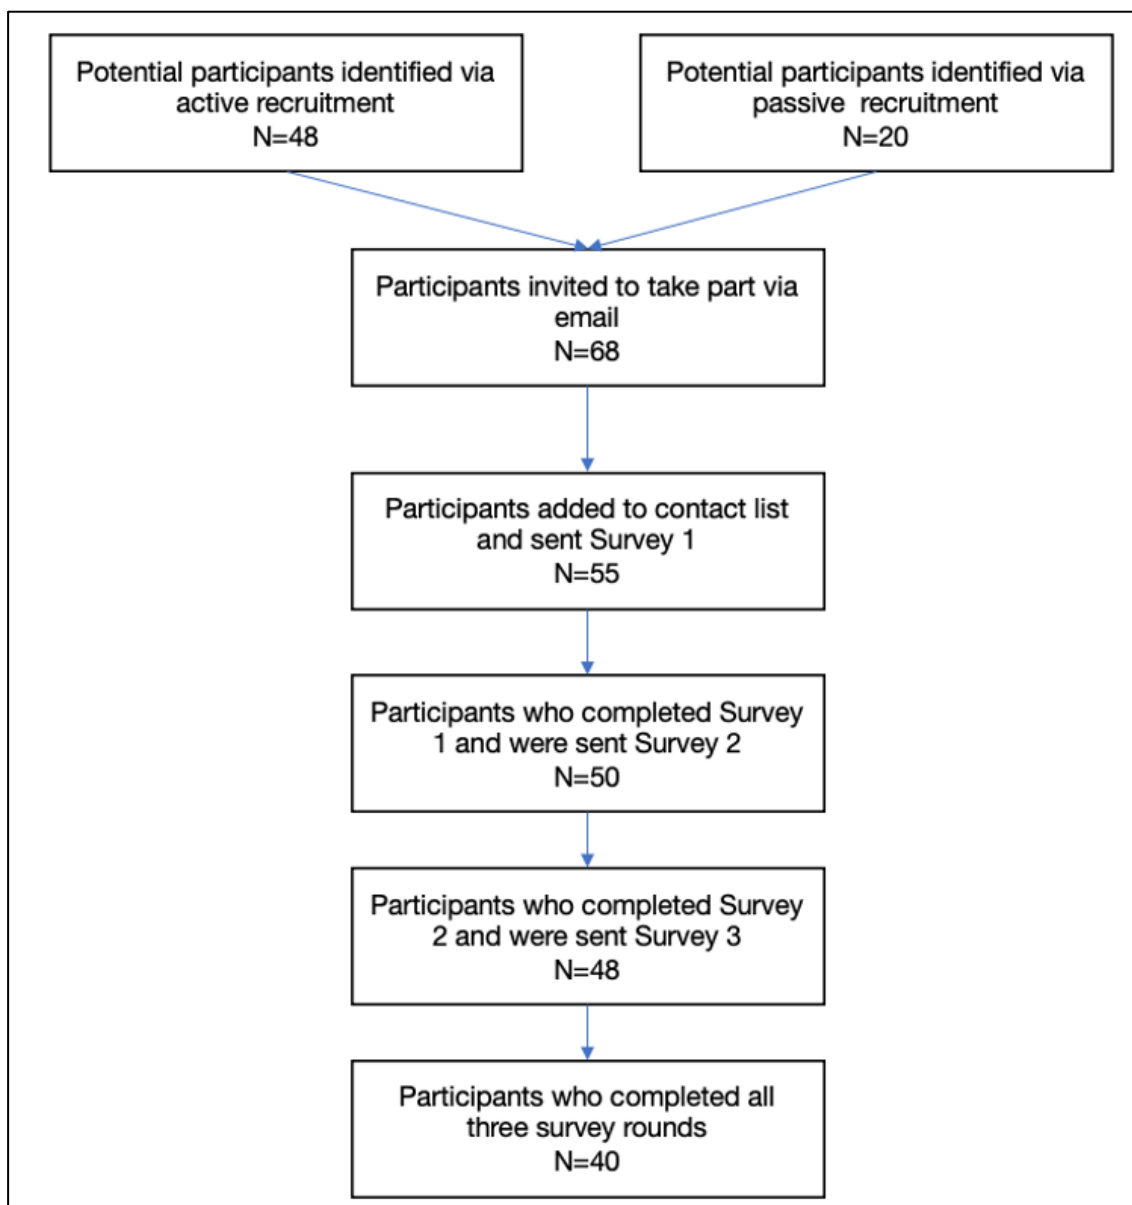 Potential participants identified via
active recruitment
N=48
Potential participants identified via
passive recruitment
N=20
Participants invited to take part via
email
N=68
Participants added to contact list
and sent Survey 1
N=55
Participants who completed Survey
1 and were sent Survey 2
N=50
Participants who completed Survey
2 and were sent Survey 3
N=48
Participants who completed all
three survey rounds
N=40